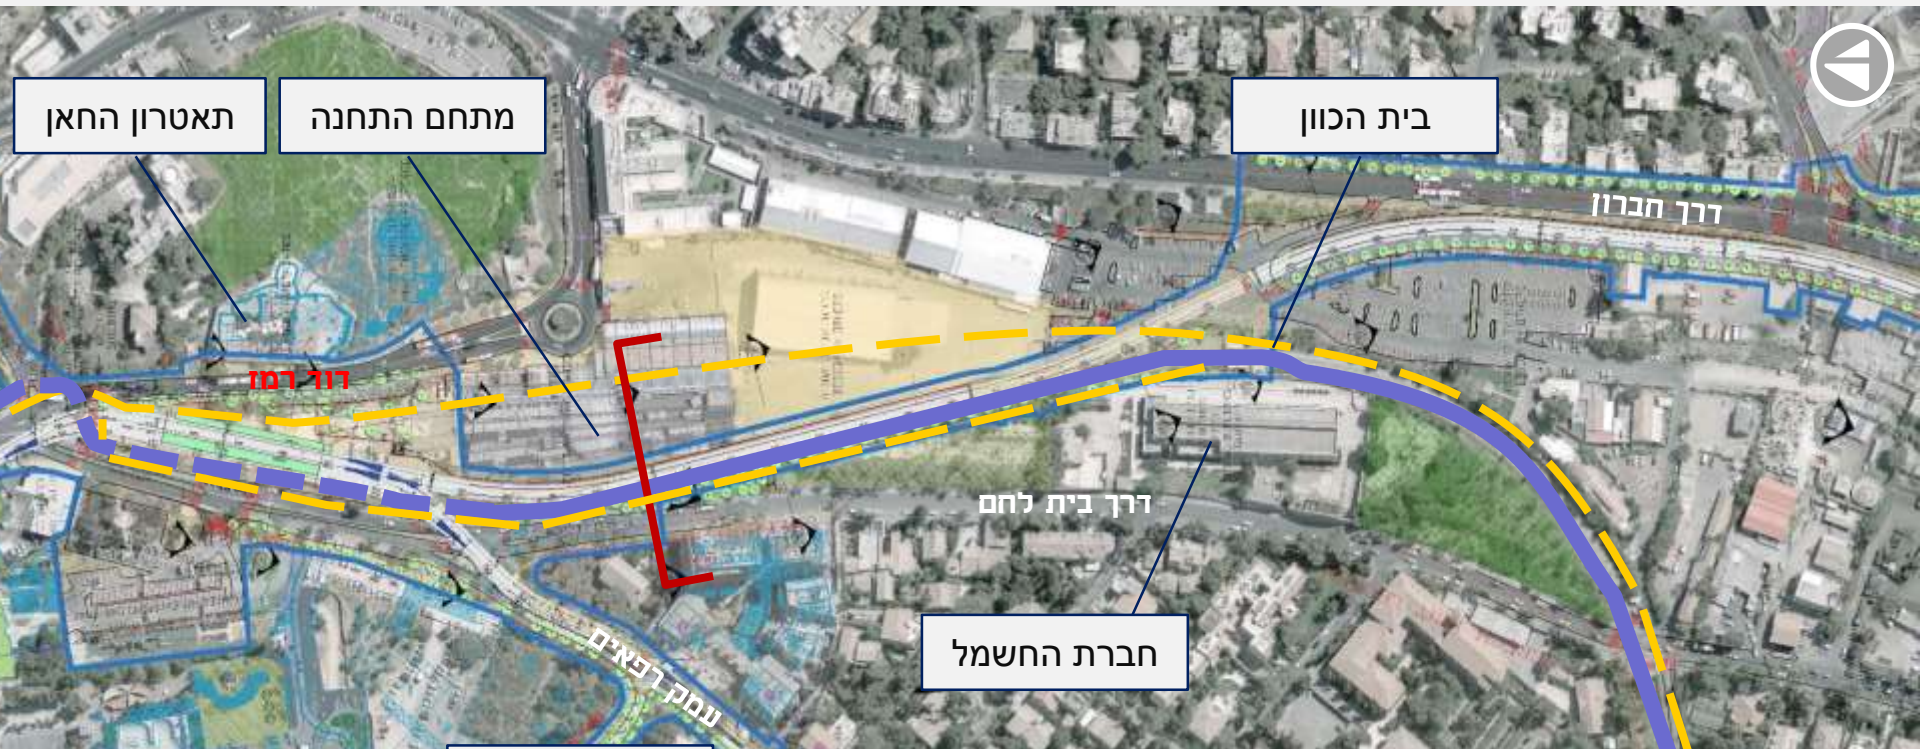 תאטרון החאן
מתחם התחנה
בית הכוון
דרך חברון
דוד רמז
דרך בית לחם
חברת החשמל
עמק רפאים